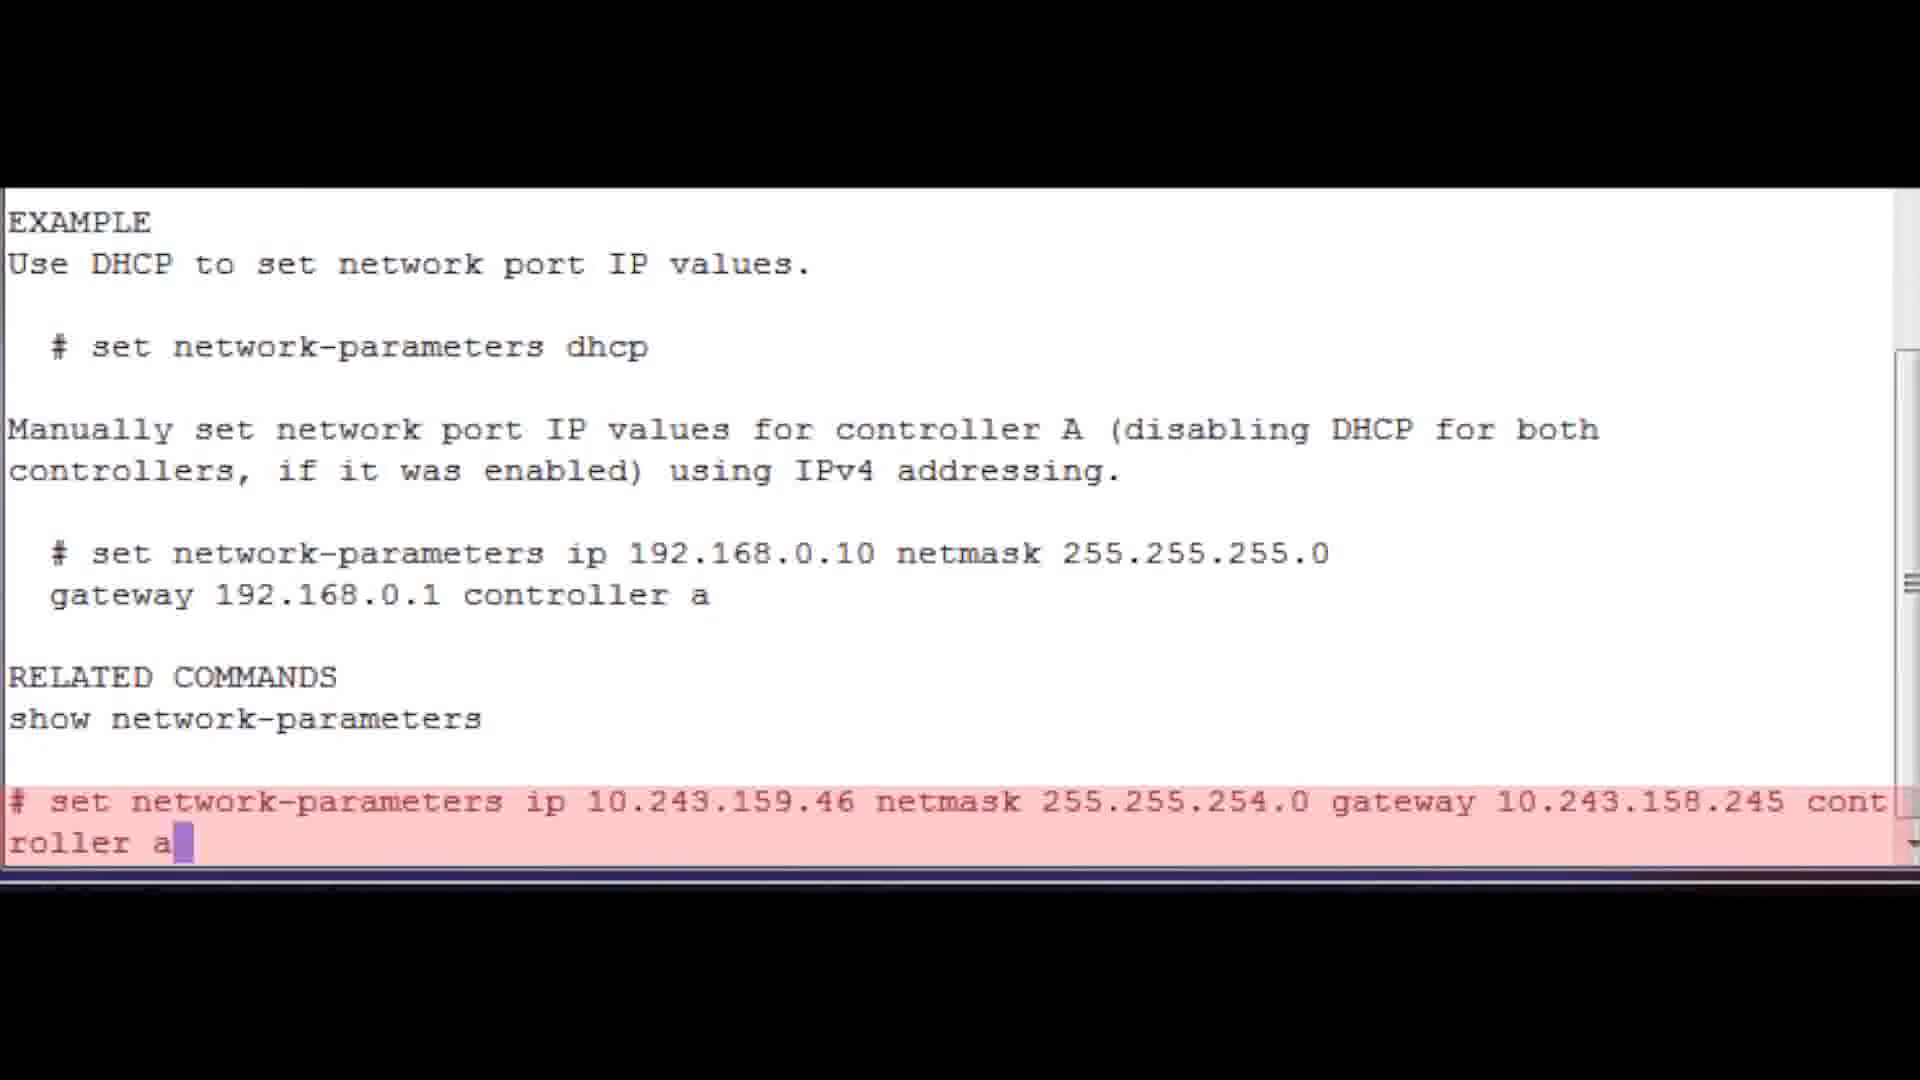 EXAMPLE
Use DHCP to set network port IP values.
# set network-parameters dhcp
Manually set network port IP values for controller A (disabling DHCP for both
controllers, if it was enabled) using IPv4 addressing.
# set network-parameters ip 192.168.0.10 netmask 255.255.255.0
gateway 192.168.0.1 controller a
RELATED COMMANDS
show network-parameters
# set network-parameters ip 10.243.159.46 netmask 255.255.254.0 gateway 10.243.158.245 cont
roller a